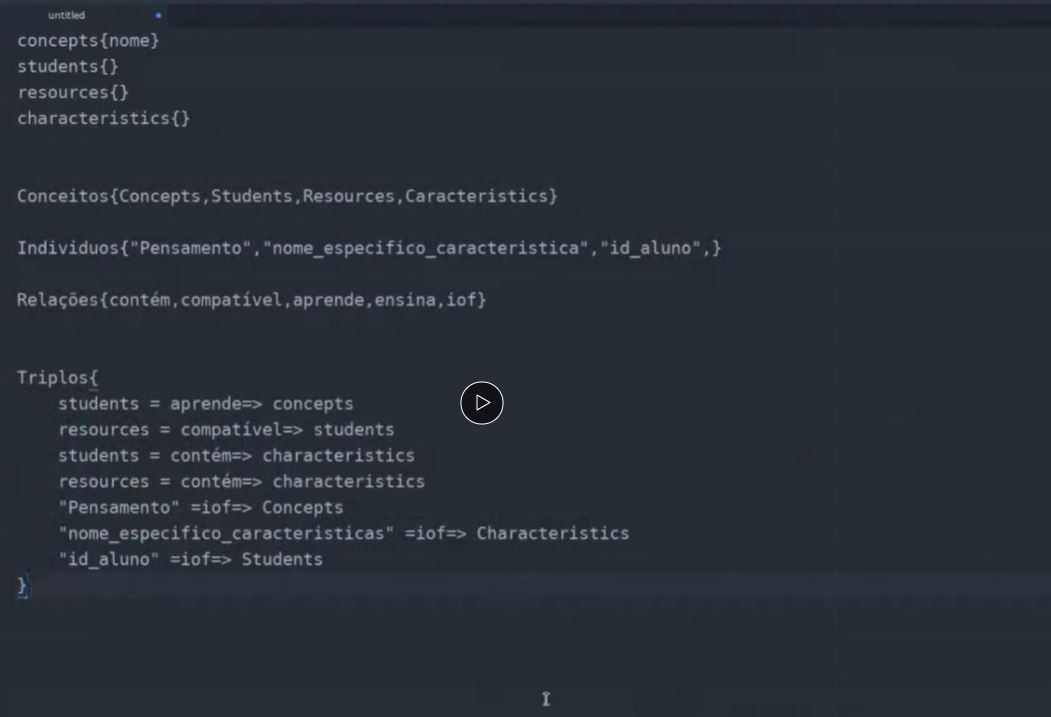 untitled
concepts{nome}
students{}
resources{}
characteristics{}
Conceitos{Concepts,Students,Resources,Caracteristics}
Individuos{"Pensamento","nome_especifico_caracteristica","id_aluno",}
Relações{contém,compatível,aprende,ensina,iof}
Triplos{
students = aprende=> concepts
resources = compatível=> students
students = contém=> characteristics
resources = contém=> characteristics
"Pensamento" =iof=> Concepts
"nome_especifico_caracteristicas" =iof=> Characteristics
"id_aluno" =iof=> Students
}